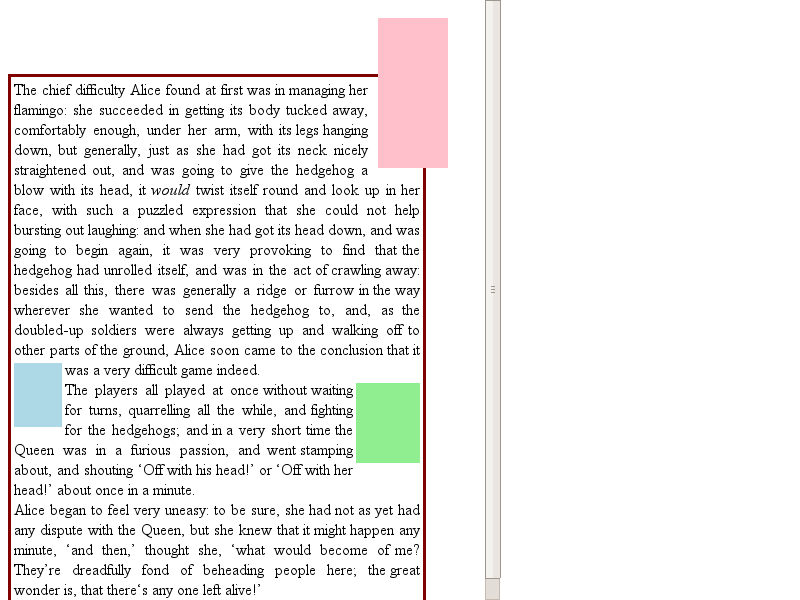 The chief difficulty Alice found at first was in managing her
flamingo: she succeeded in getting its body tucked away,
comfortably enough, under her arm, with its legs hanging
down, but generally, just as she had got its neck nicely
straightened out, and was going to give the hedgehog a
blow with its head, it would twist itself round and look up in her
face, with such a puzzled expression that she could not help
bursting out laughing: and when she had got its head down, and was
going to begin again, it was very provoking to find that the
hedgehog had unrolled itself, and was in the act of crawling away:
besides all this, there was generally a ridge or furrow in the way
wherever she wanted to send the hedgehog to, and, as the
doubled-up soldiers were always getting up and walking off to
other parts of the ground, Alice soon came to the conclusion that it
was a very difficult game indeed.
The players all played at once without waiting
for turns, quarrelling all the while, and fighting
for the hedgehogs; and in a very short time the
Queen was in a furious passion, and went stamping
about, and shouting ‘Off with his head!’ or ‘Off with her
head!’ about once in a minute.
Alice began to feel very uneasy: to be sure, she had not as yet had
any dispute with the Queen, but she knew that it might happen any
minute, ‘and then,’ thought she, ‘what would become of me?
They’re dreadfully fond of beheading people here; the great
wonder is, that there‘s any one left alive!’